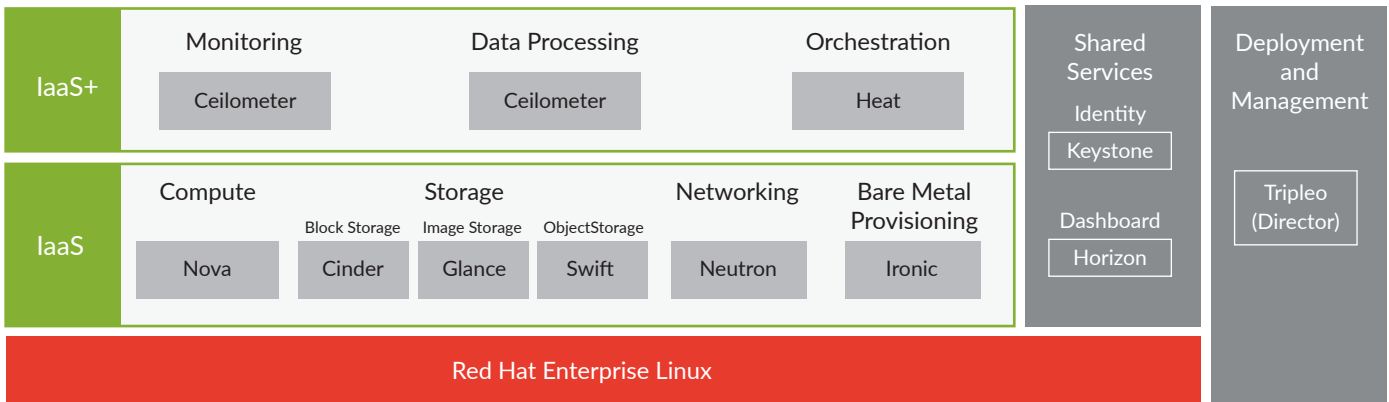 IaaS+
Monitoring
Ceilometer
Data Processing
Ceilometer
Orchestration
Heat
IaaS
Compute
Nova
Storage
Block Storage
Cinder
Image Storage
Glance
ObjectStorage
Swift
Networking
Neutron
Bare Metal
Provisioning
Ironic
Shared
Services
Identity
Keystone
Dashboard
Horizon
Deployment
and
Management
Tripleo
(Director)
Red Hat Enterprise Linux